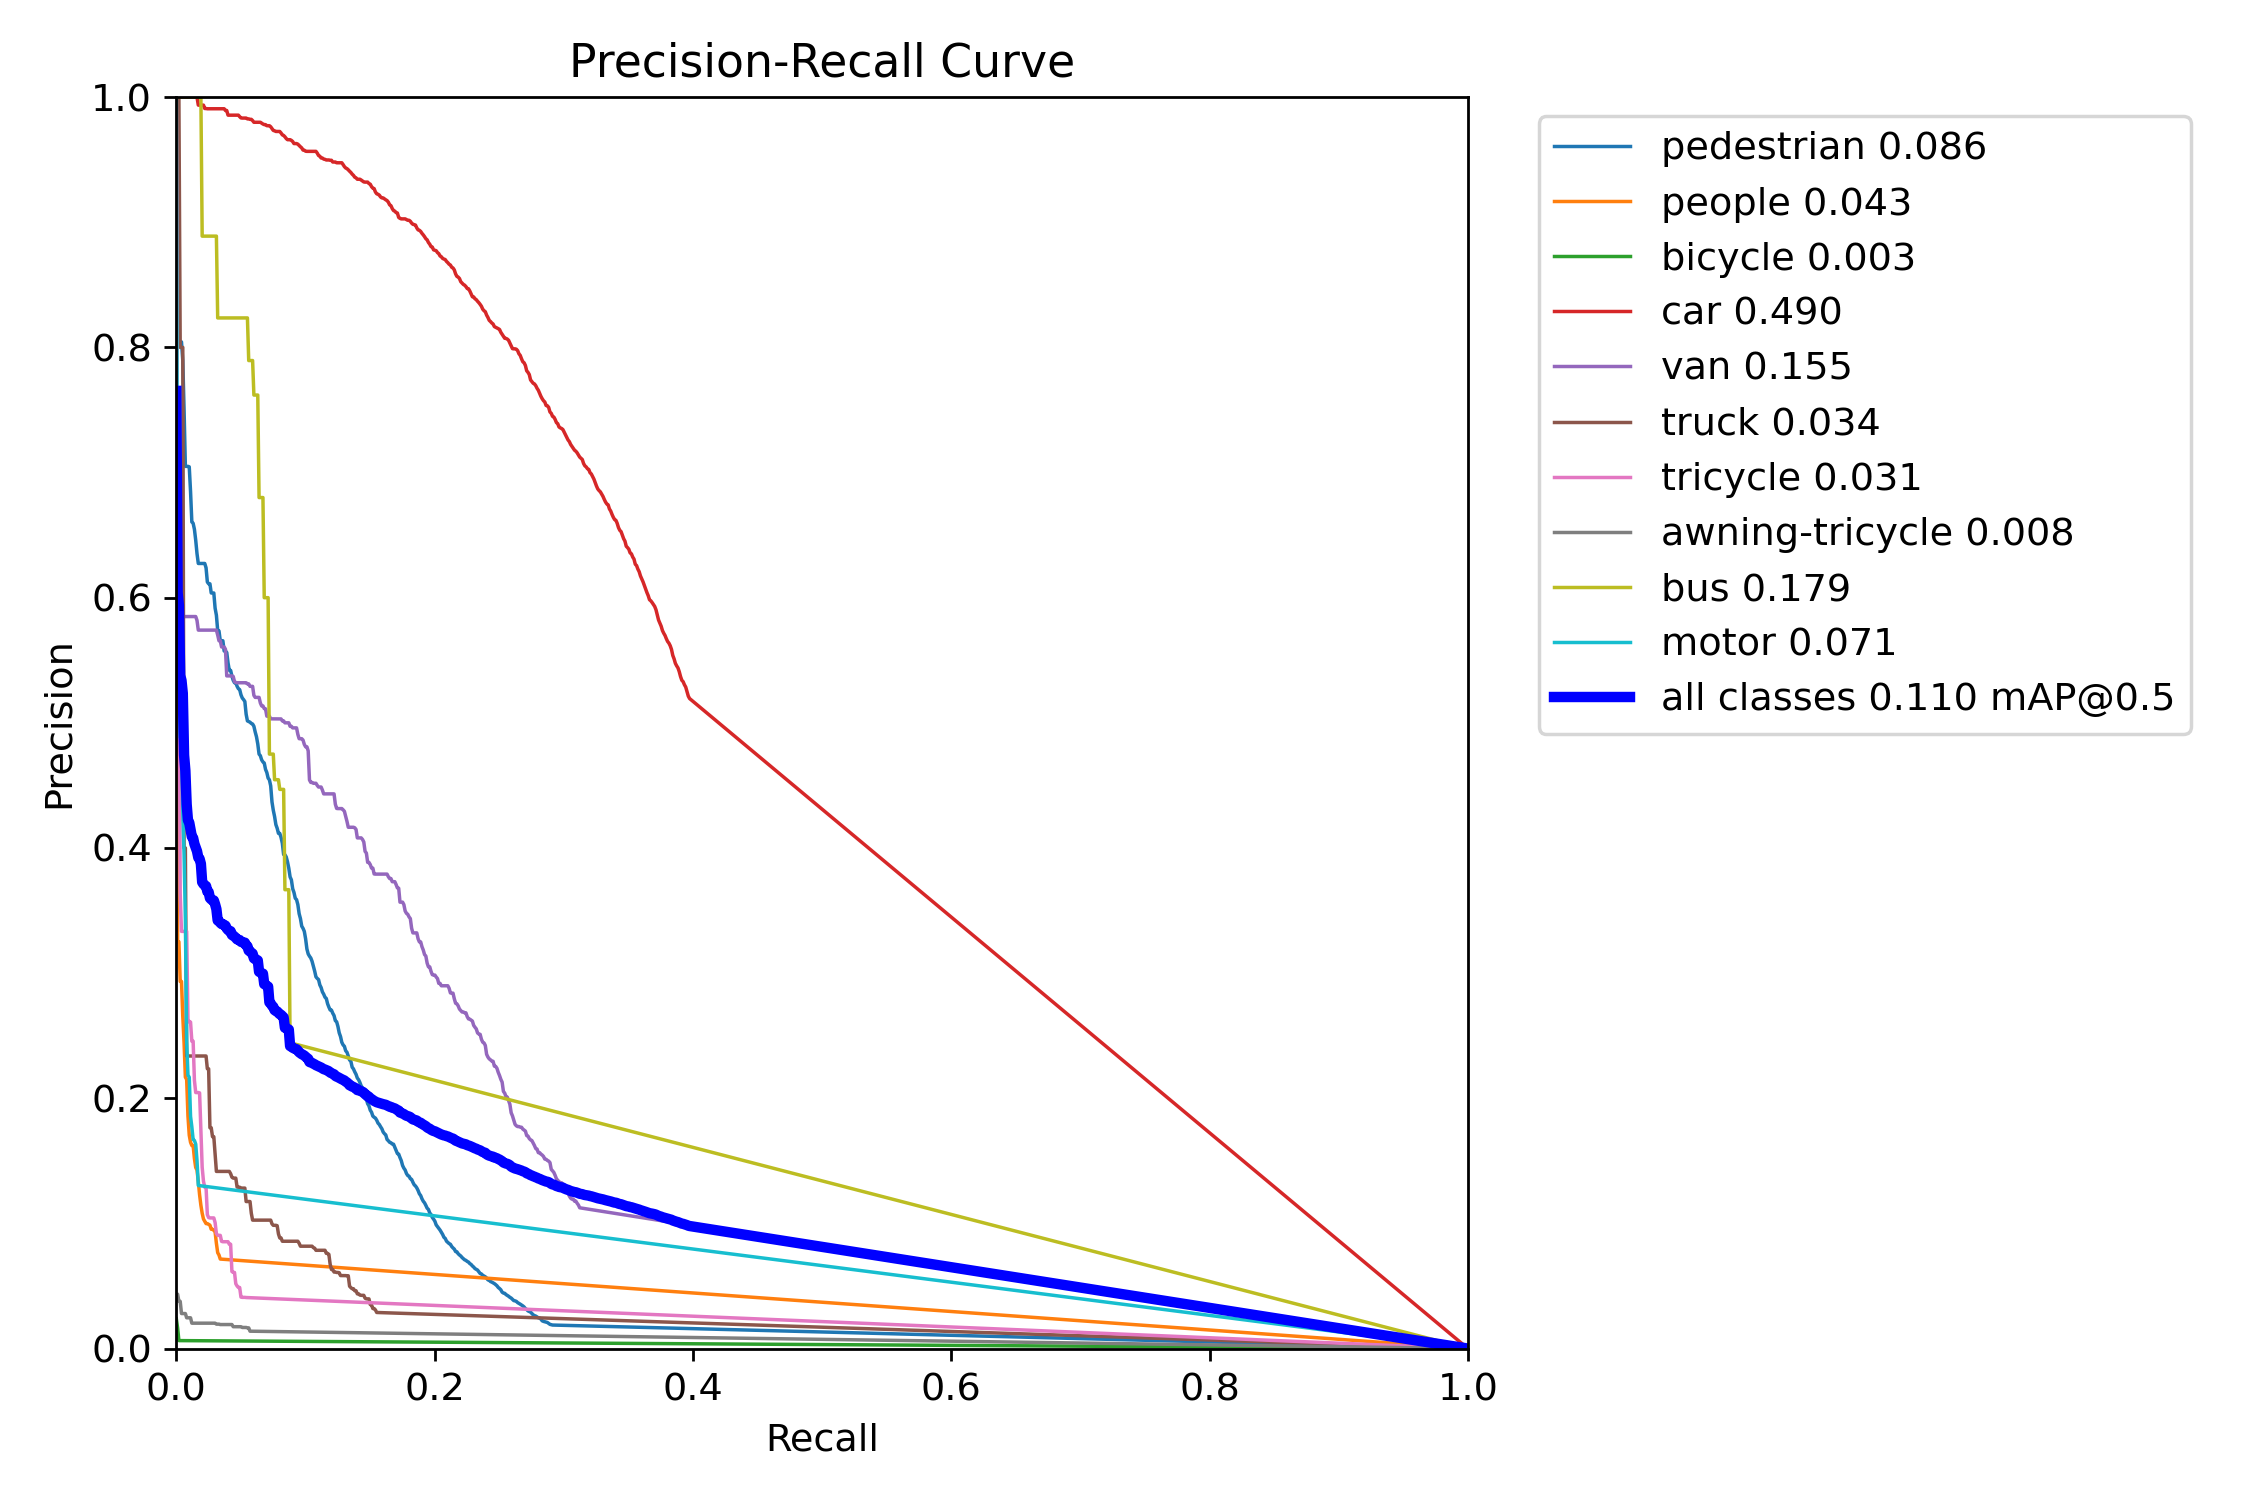 Precision-Recall Curve
1.0
0.8
0.6
0.4
0.2
0.0
Precision
0.0 0.2 0.4 0.6 0.8 1.0
Recall
pedestrian 0.086
people 0.043
bicycle 0.003
car 0.490
van 0.155
truck 0.034
tricycle 0.031
awning-tricycle 0.008
bus 0.179
motor 0.071
all classes 0.110 mAP@0.5